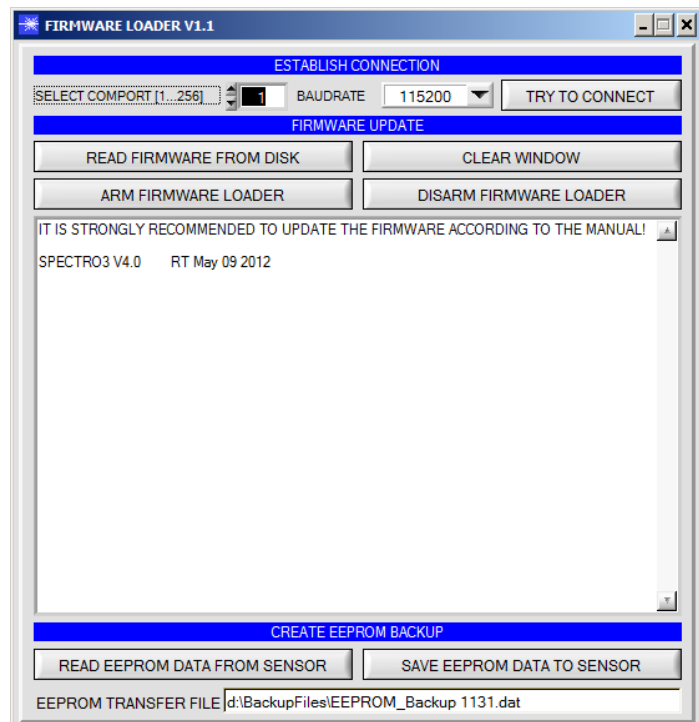 FIRMWARE LOADER V1.1
ESTABLISH CONNECTION
SELECT COMPORT [1...256] 1 BAUDRATE 115200 TRY TO CONNECT
FIRMWARE UPDATE
READ FIRMWARE FROM DISK CLEAR WINDOW
ARM FIRMWARE LOADER DISARM FIRMWARE LOADER
IT IS STRONGLY RECOMMENDED TO UPDATE THE FIRMWARE ACCORDING TO THE MANUAL!
SPECTRO3 V4.0 RT May 09 2012
CREATE EEPROM BACKUP
READ EEPROM DATA FROM SENSOR SAVE EEPROM DATA TO SENSOR
EEPROM TRANSFER FILE d:\BackupFiles\EEPROM_Backup 1131.dat